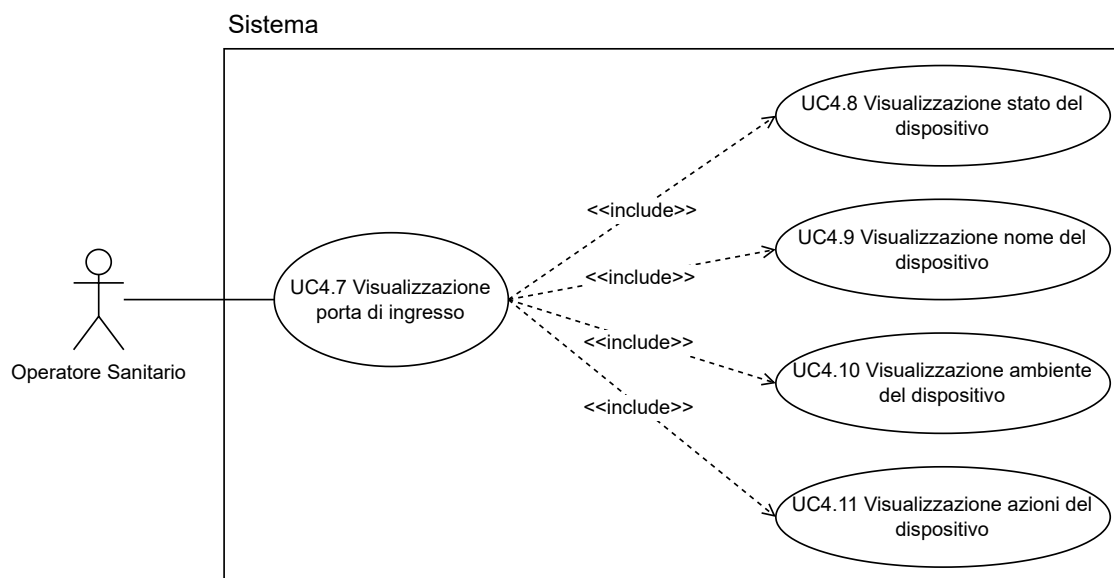 Sistema
UC4.8 Visualizzazione stato del
dispositivo
<<include>>
UC4.9 Visualizzazione nome del
dispositivo
<<include>>
UC4.7 Visualizzazione
porta di ingresso
Operatore Sanitario
<<include>>
UC4.10 Visualizzazione ambiente
del dispositivo
<<include>>
UC4.11 Visualizzazione azioni del
dispositivo